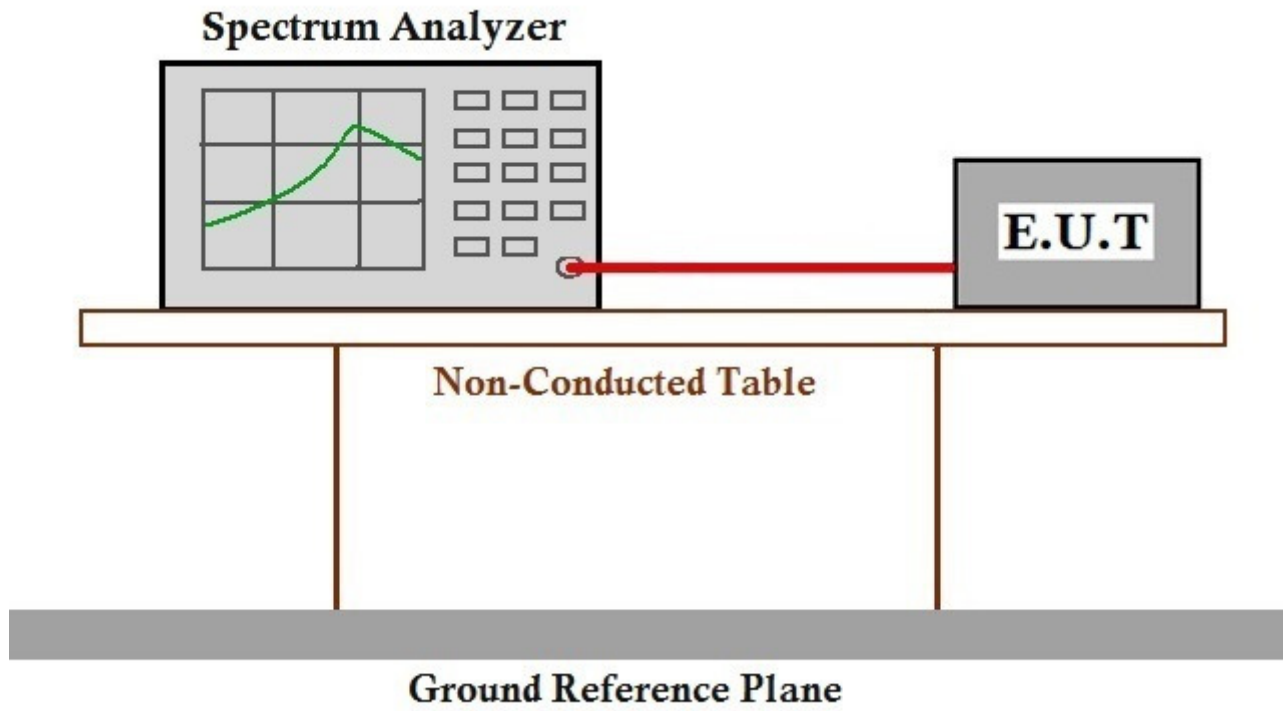 Spectrum Analyzer
E.U.T
Non-Conducted Table
Ground Reference Plane